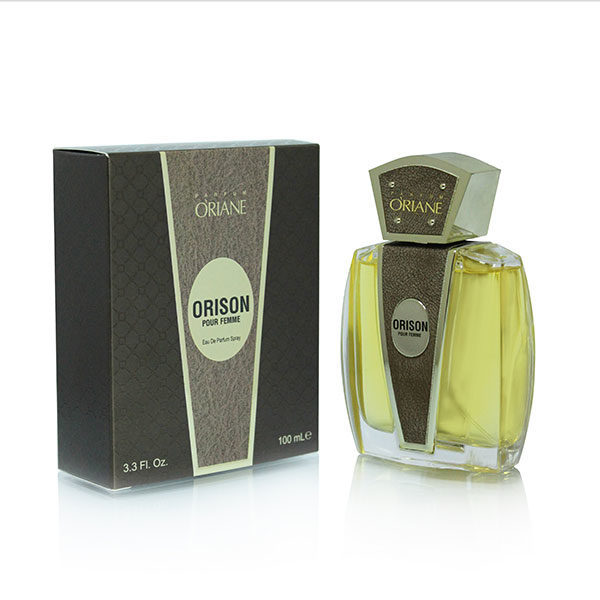 PARFUM
ORIANE
ORISON
POUR FEMME
Eau De Parfum Spray
3.3 Fl. Oz.
100 mL℮
PARFUM
ORIANE
ORISON
POUR FEMME